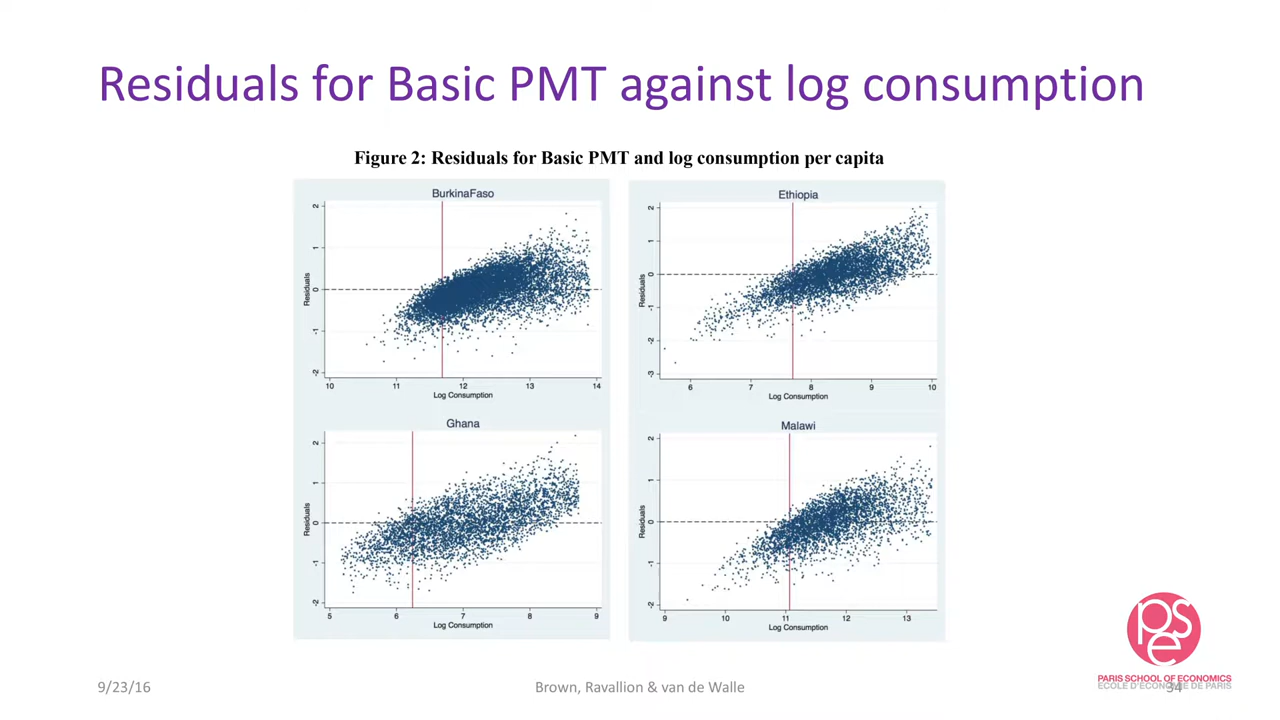 Residuals for Basic PMT against log consumption
Figure 2: Residuals for Basic PMT and log consumption per capita
BurkinaFaso
2
1
0
-1
-2
Residuals
10 11 12 13 14
Log Consumption
Ethiopia
2
1
0
-1
-2
-3
Residuals
6 7 8 9 10
Log Consumption
Ghana
2
1
0
-1
-2
Residuals
5 6 7 8 9
Log Consumption
Malawi
2
1
0
-1
-2
Residuals
9 10 11 12 13
Log Consumption
pse
PARIS SCHOOL OF ECONOMICS
ECOLE D'ECONOMIE DE PARIS
9/23/16
Brown, Ravallion & van de Walle
34